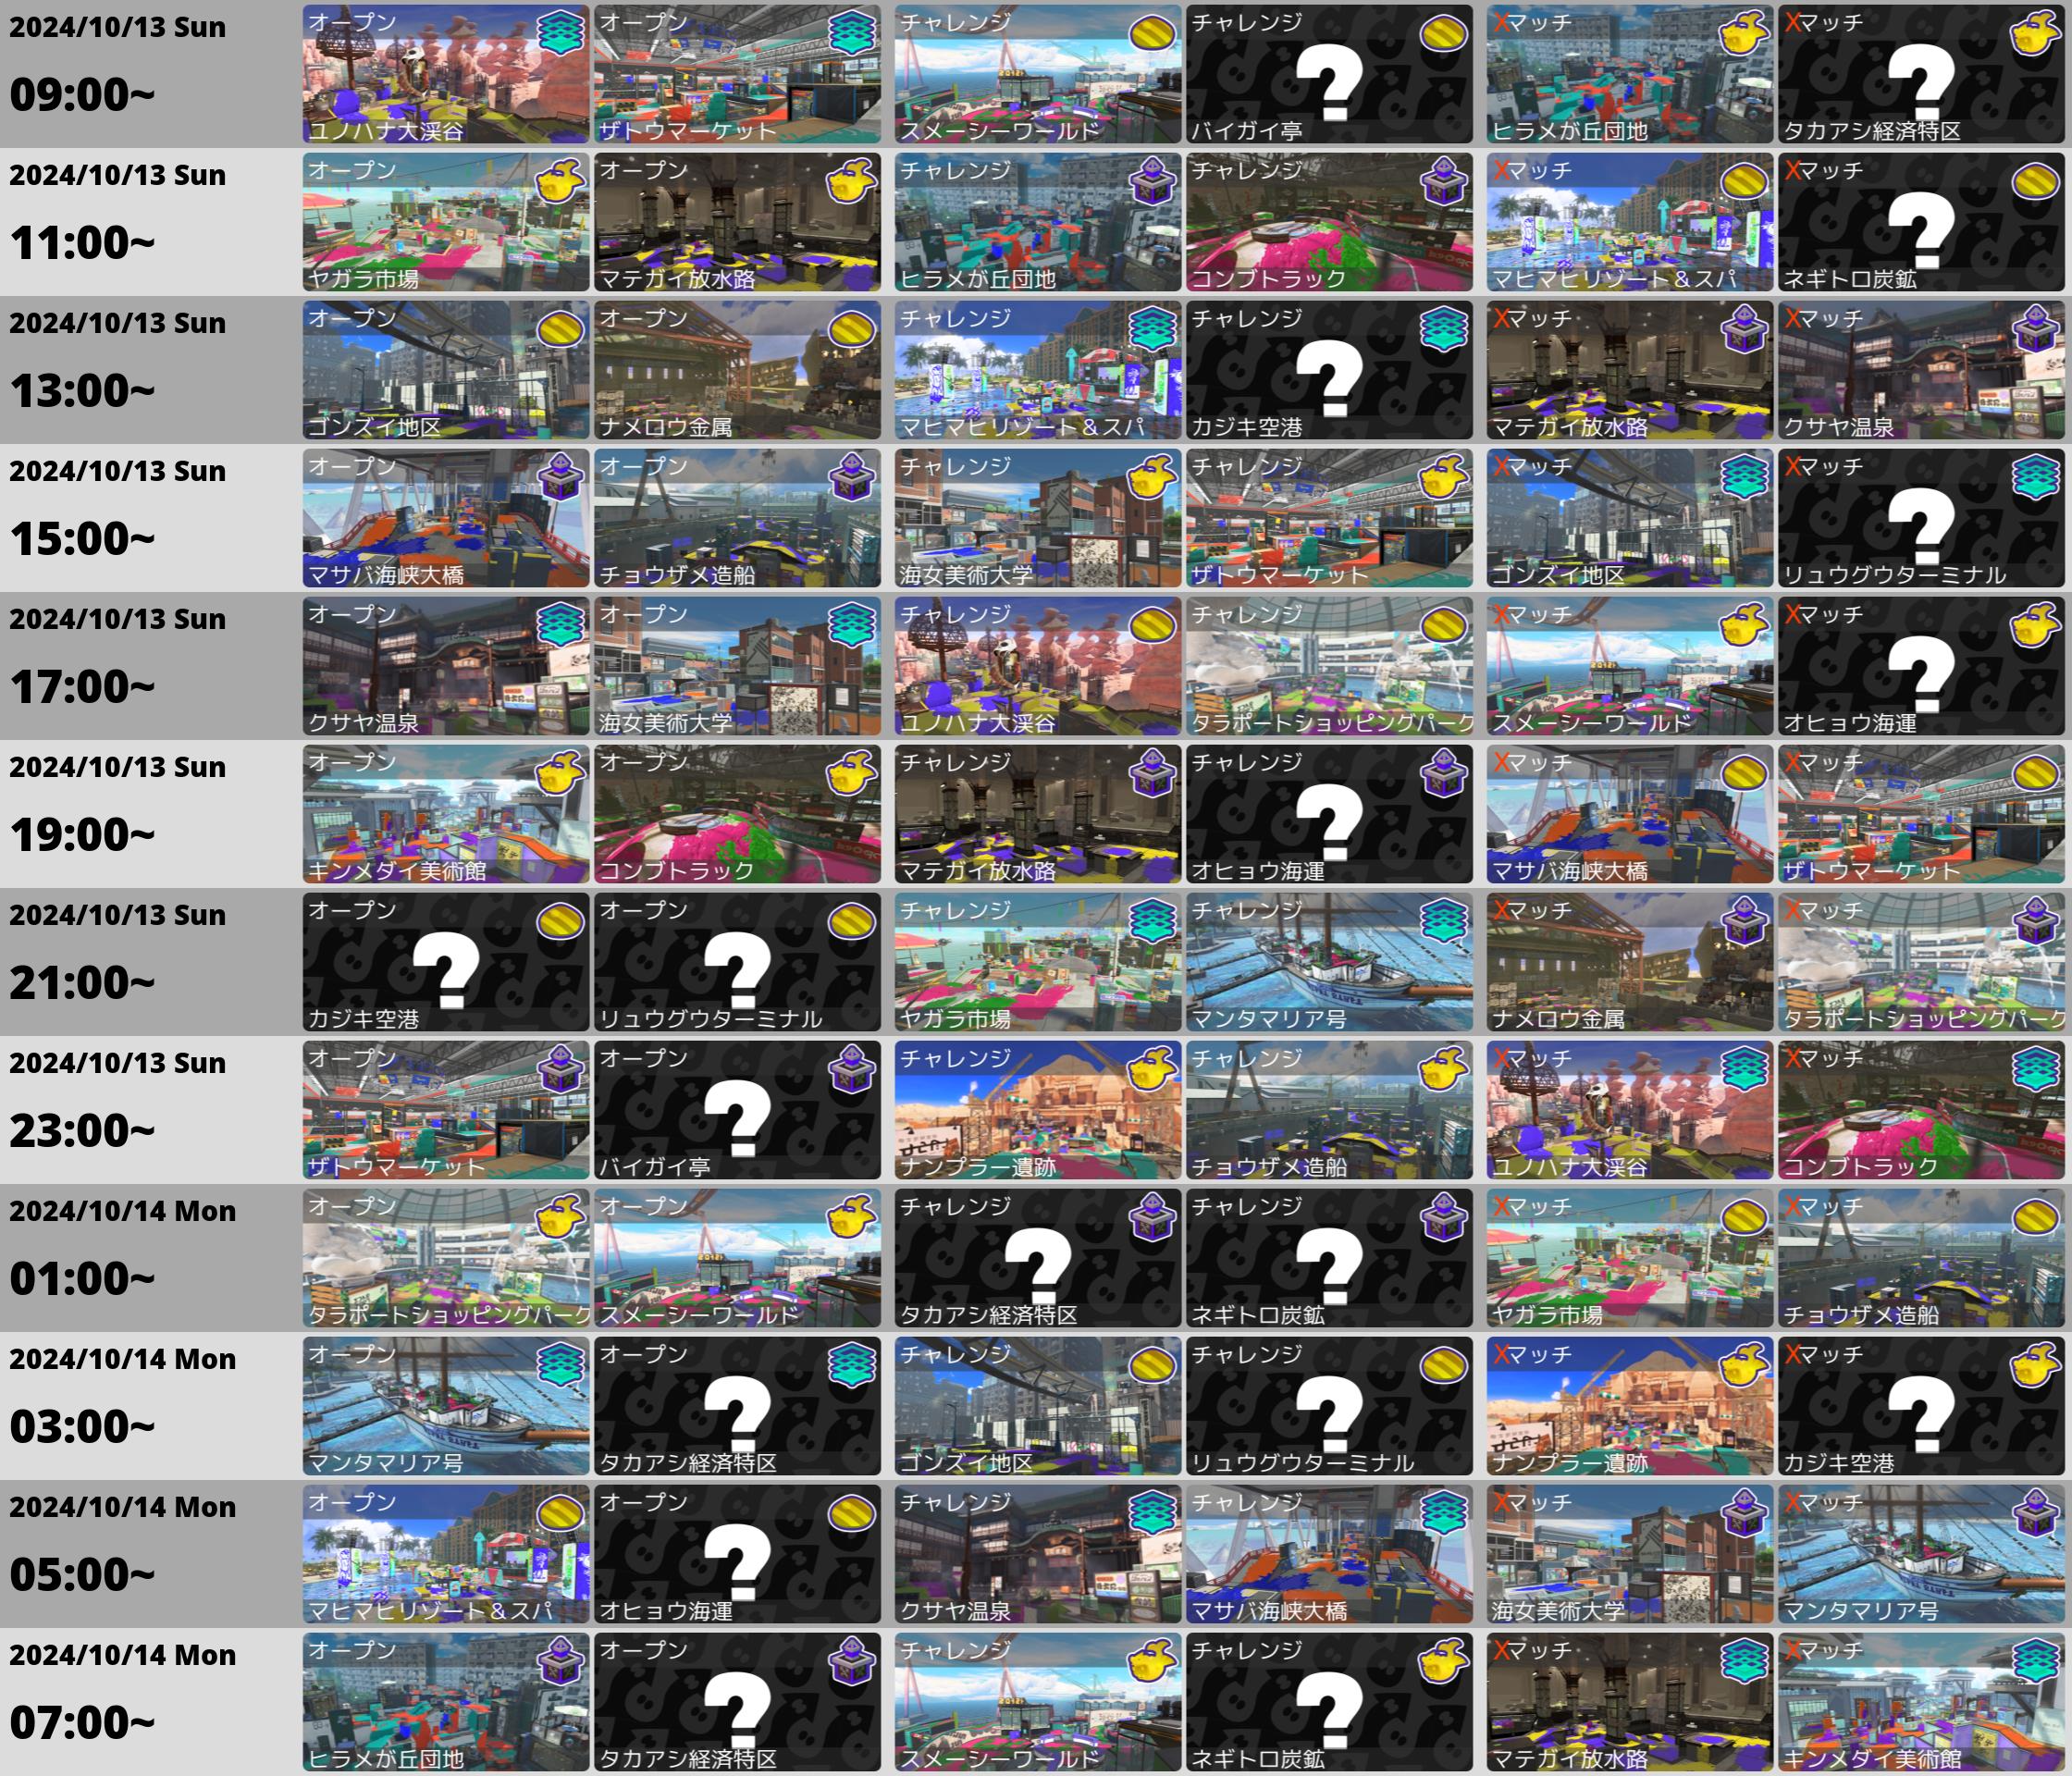 2024/10/13 Sun
09:00~
オープン
ユノハナ大渓谷
オープン
ザトウマーケット
チャレンジ
スメーシーワールド
チャレンジ
バイガイ亭
Xマッチ
ヒラメが丘団地
Xマッチ
タカアシ経済特区
2024/10/13 Sun
11:00~
オープン
ヤガラ市場
オープン
マテガイ放水路
チャレンジ
ヒラメが丘団地
チャレンジ
コンブトラック
Xマッチ
マヒマヒリゾート＆スパ
Xマッチ
ネギトロ炭鉱
2024/10/13 Sun
13:00~
オープン
ゴンズイ地区
オープン
ナメロウ金属
チャレンジ
マヒマヒリゾート＆スパ
チャレンジ
カジキ空港
Xマッチ
マテガイ放水路
Xマッチ
クサヤ温泉
2024/10/13 Sun
15:00~
オープン
マサバ海峡大橋
オープン
チョウザメ造船
チャレンジ
海女美術大学
チャレンジ
ザトウマーケット
Xマッチ
ゴンズイ地区
Xマッチ
リュウグウターミナル
2024/10/13 Sun
17:00~
オープン
クサヤ温泉
オープン
海女美術大学
チャレンジ
ユノハナ大渓谷
チャレンジ
タラポートショッピングパーク
Xマッチ
スメーシーワールド
Xマッチ
オヒョウ海運
2024/10/13 Sun
19:00~
オープン
キンメダイ美術館
オープン
コンブトラック
チャレンジ
マテガイ放水路
チャレンジ
オヒョウ海運
Xマッチ
マサバ海峡大橋
Xマッチ
ザトウマーケット
2024/10/13 Sun
21:00~
オープン
カジキ空港
オープン
リュウグウターミナル
チャレンジ
ヤガラ市場
チャレンジ
マンタマリア号
Xマッチ
ナメロウ金属
Xマッチ
タラポートショッピングパーク
2024/10/13 Sun
23:00~
オープン
ザトウマーケット
オープン
バイガイ亭
チャレンジ
ナンプラー遺跡
チャレンジ
チョウザメ造船
Xマッチ
ユノハナ大渓谷
Xマッチ
コンブトラック
2024/10/14 Mon
01:00~
オープン
タラポートショッピングパーク
オープン
スメーシーワールド
チャレンジ
タカアシ経済特区
チャレンジ
ネギトロ炭鉱
Xマッチ
ヤガラ市場
Xマッチ
チョウザメ造船
2024/10/14 Mon
03:00~
オープン
マンタマリア号
オープン
タカアシ経済特区
チャレンジ
ゴンズイ地区
チャレンジ
リュウグウターミナル
Xマッチ
ナンプラー遺跡
Xマッチ
カジキ空港
2024/10/14 Mon
05:00~
オープン
マヒマヒリゾート＆スパ
オープン
オヒョウ海運
チャレンジ
クサヤ温泉
チャレンジ
マサバ海峡大橋
Xマッチ
海女美術大学
Xマッチ
マンタマリア号
2024/10/14 Mon
07:00~
オープン
ヒラメが丘団地
オープン
タカアシ経済特区
チャレンジ
スメーシーワールド
チャレンジ
ネギトロ炭鉱
Xマッチ
マテガイ放水路
Xマッチ
キンメダイ美術館